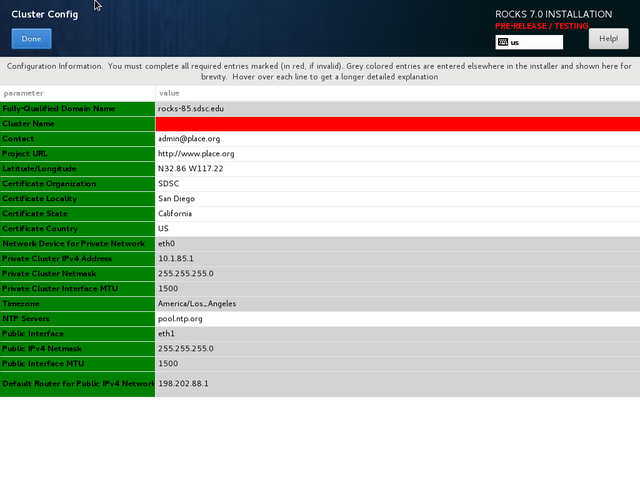 Cluster Config
ROCKS 7.0 INSTALLATION
PRE-RELEASE / TESTING
Done
us
Help!
Configuration Information. You must complete all required entries marked (in red, if invalid). Grey colored entries are entered elsewhere in the installer and shown here for
brevity. Hover over each line to get a longer detailed explanation
parameter value
Fully-Qualified Domain Name rocks-85.sdsc.edu
Cluster Name
Contact admin@place.org
Project URL http://www.place.org
Latitude/Longitude N32.86 W117.22
Certificate Organization SDSC
Certificate Locality San Diego
Certificate State California
Certificate Country US
Network Device for Private Network eth0
Private Cluster IPv4 Address 10.1.85.1
Private Cluster Netmask 255.255.255.0
Private Cluster Interface MTU 1500
Timezone America/Los_Angeles
NTP Servers pool.ntp.org
Public Interface eth1
Public IPv4 Netmask 255.255.255.0
Public Interface MTU 1500
Default Router for Public IPv4 Network 198.202.88.1